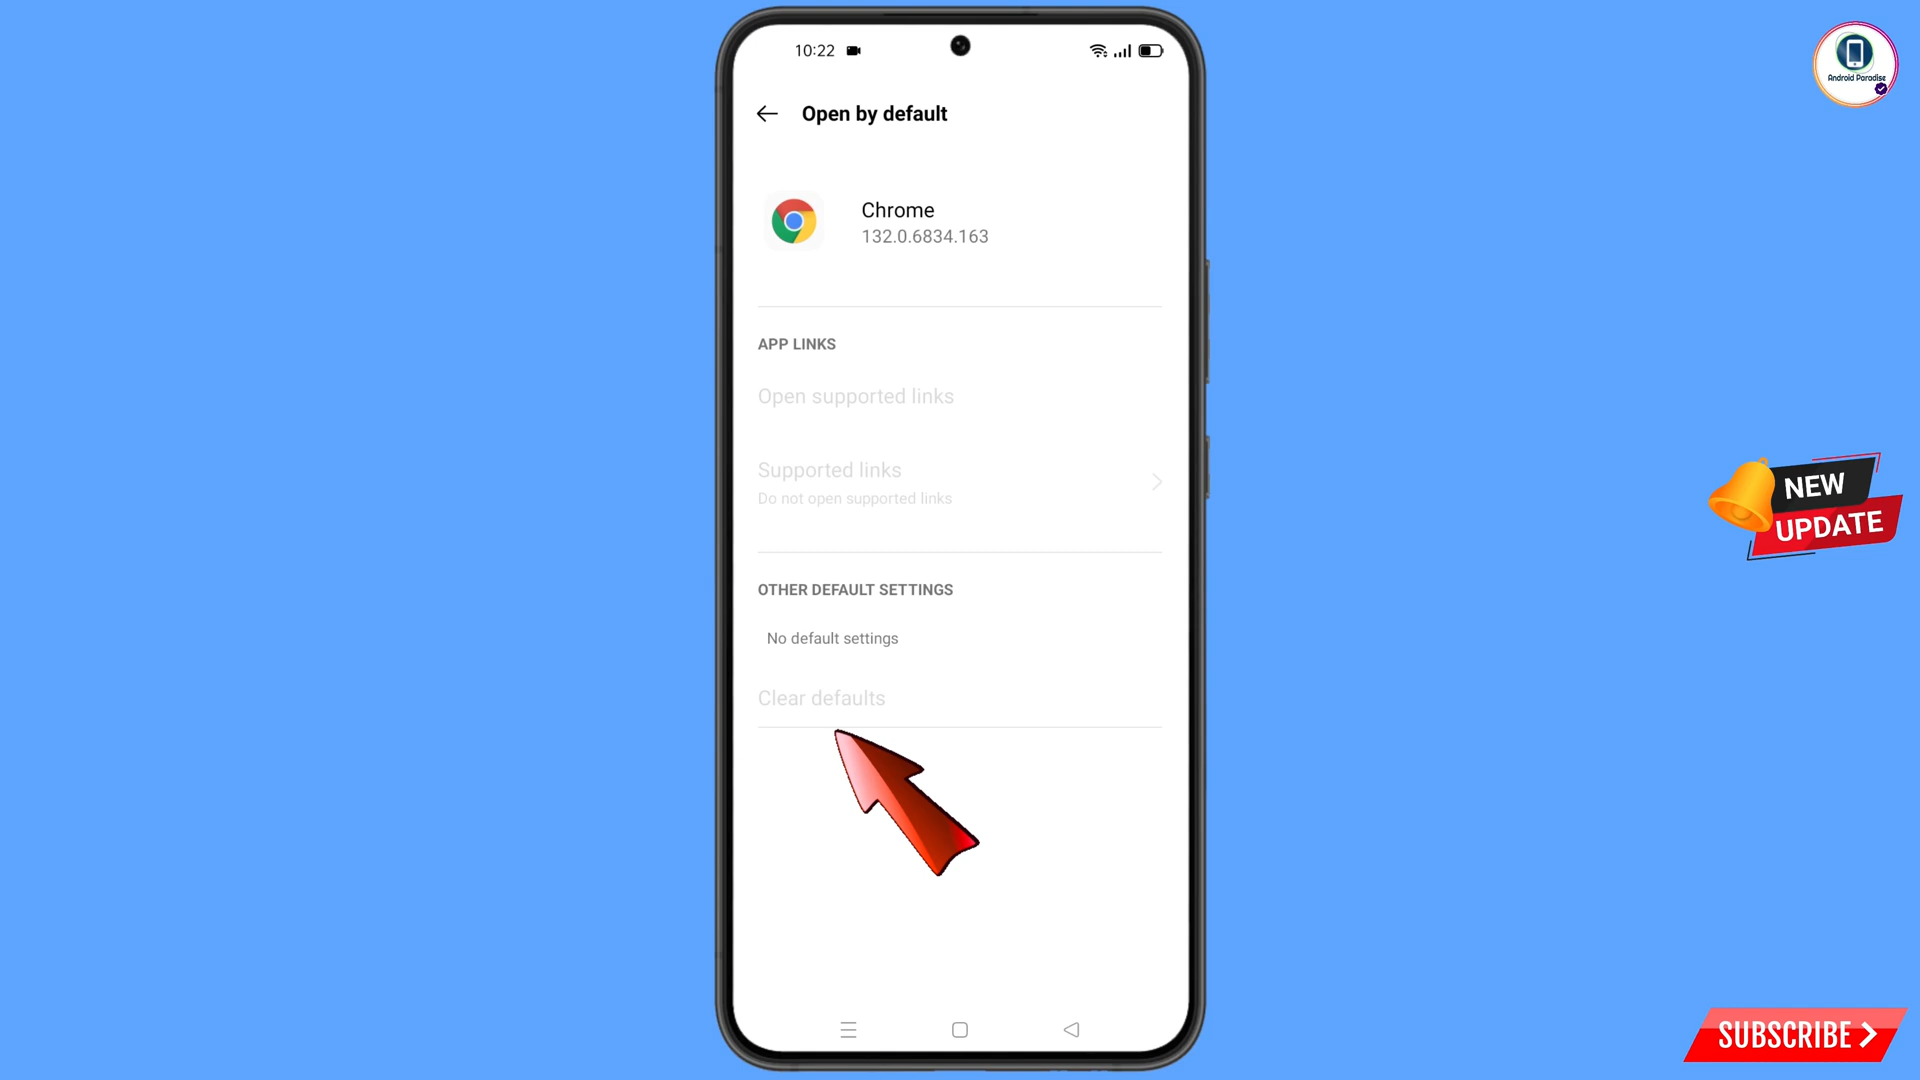 10:22
Open by default
Chrome
132.0.6834.163
APP LINKS
Open supported links
Supported links
Do not open supported links
OTHER DEFAULT SETTINGS
No default settings
Clear defaults
Android Paradise
NEW
UPDATE
SUBSCRIBE